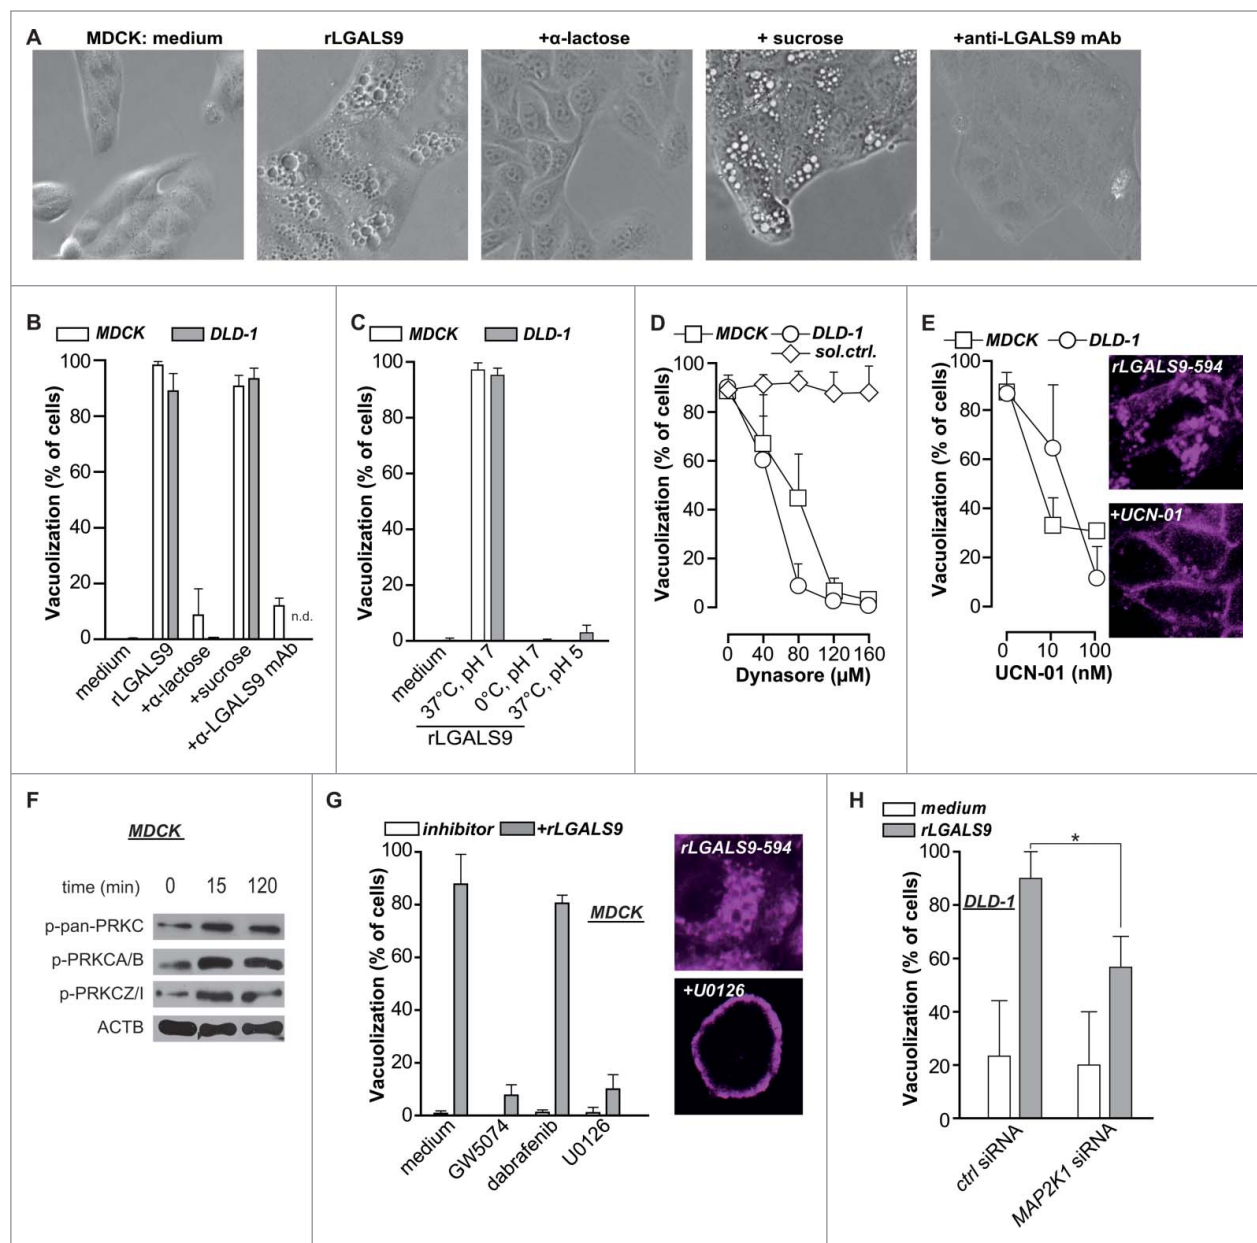 A
MDCK: medium
rLGALS9
+α-lactose
+ sucrose
+anti-LGALS9 mAb
B
MDCK
DLD-1
Vacuolization (% of cells)
100
80
60
40
20
0
n.d.
medium
rLGALS9
+α-lactose
+sucrose
+α-LGALS9 mAb
C
MDCK
DLD-1
Vacuolization (% of cells)
100
80
60
40
20
0
medium
37°C, pH 7
0°C, pH 7
37°C, pH 5
rLGALS9
D
MDCK
DLD-1
sol.ctrl.
Vacuolization (% of cells)
100
80
60
40
20
0
0 40 80 120 160
Dynasore (µM)
E
MDCK
DLD-1
Vacuolization (% of cells)
100
80
60
40
20
0
0 10 100
UCN-01 (nM)
rLGALS9-594
+UCN-01
F
MDCK
time (min) 0 15 120
p-pan-PRKC
p-PRKCA/B
p-PRKCZ/I
ACTB
G
inhibitor
+rLGALS9
MDCK
Vacuolization (% of cells)
100
80
60
40
20
0
medium
GW5074
dabrafenib
U0126
rLGALS9-594
+U0126
H
medium
rLGALS9
*
DLD-1
Vacuolization (% of cells)
100
80
60
40
20
0
ctrl siRNA
MAP2K1 siRNA